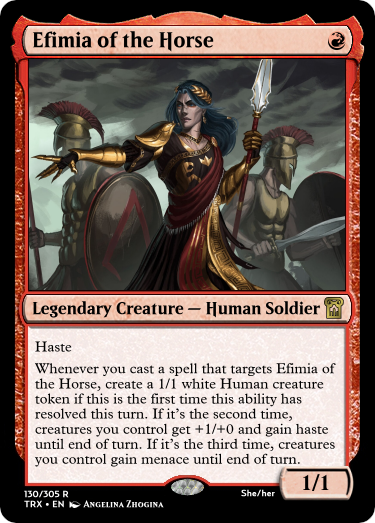 Efimia of the Horse
Legendary Creature — Human Soldier
Haste
Whenever you cast a spell that targets Efimia of
the Horse, create a 1/1 white Human creature
token if this is the first time this ability has
resolved this turn. If it's the second time,
creatures you control get +1/+0 and gain haste
until end of turn. If it's the third time, creatures
you control gain menace until end of turn.
1/1
130/305 R
She/her
TRX • EN Angelina Zhogina